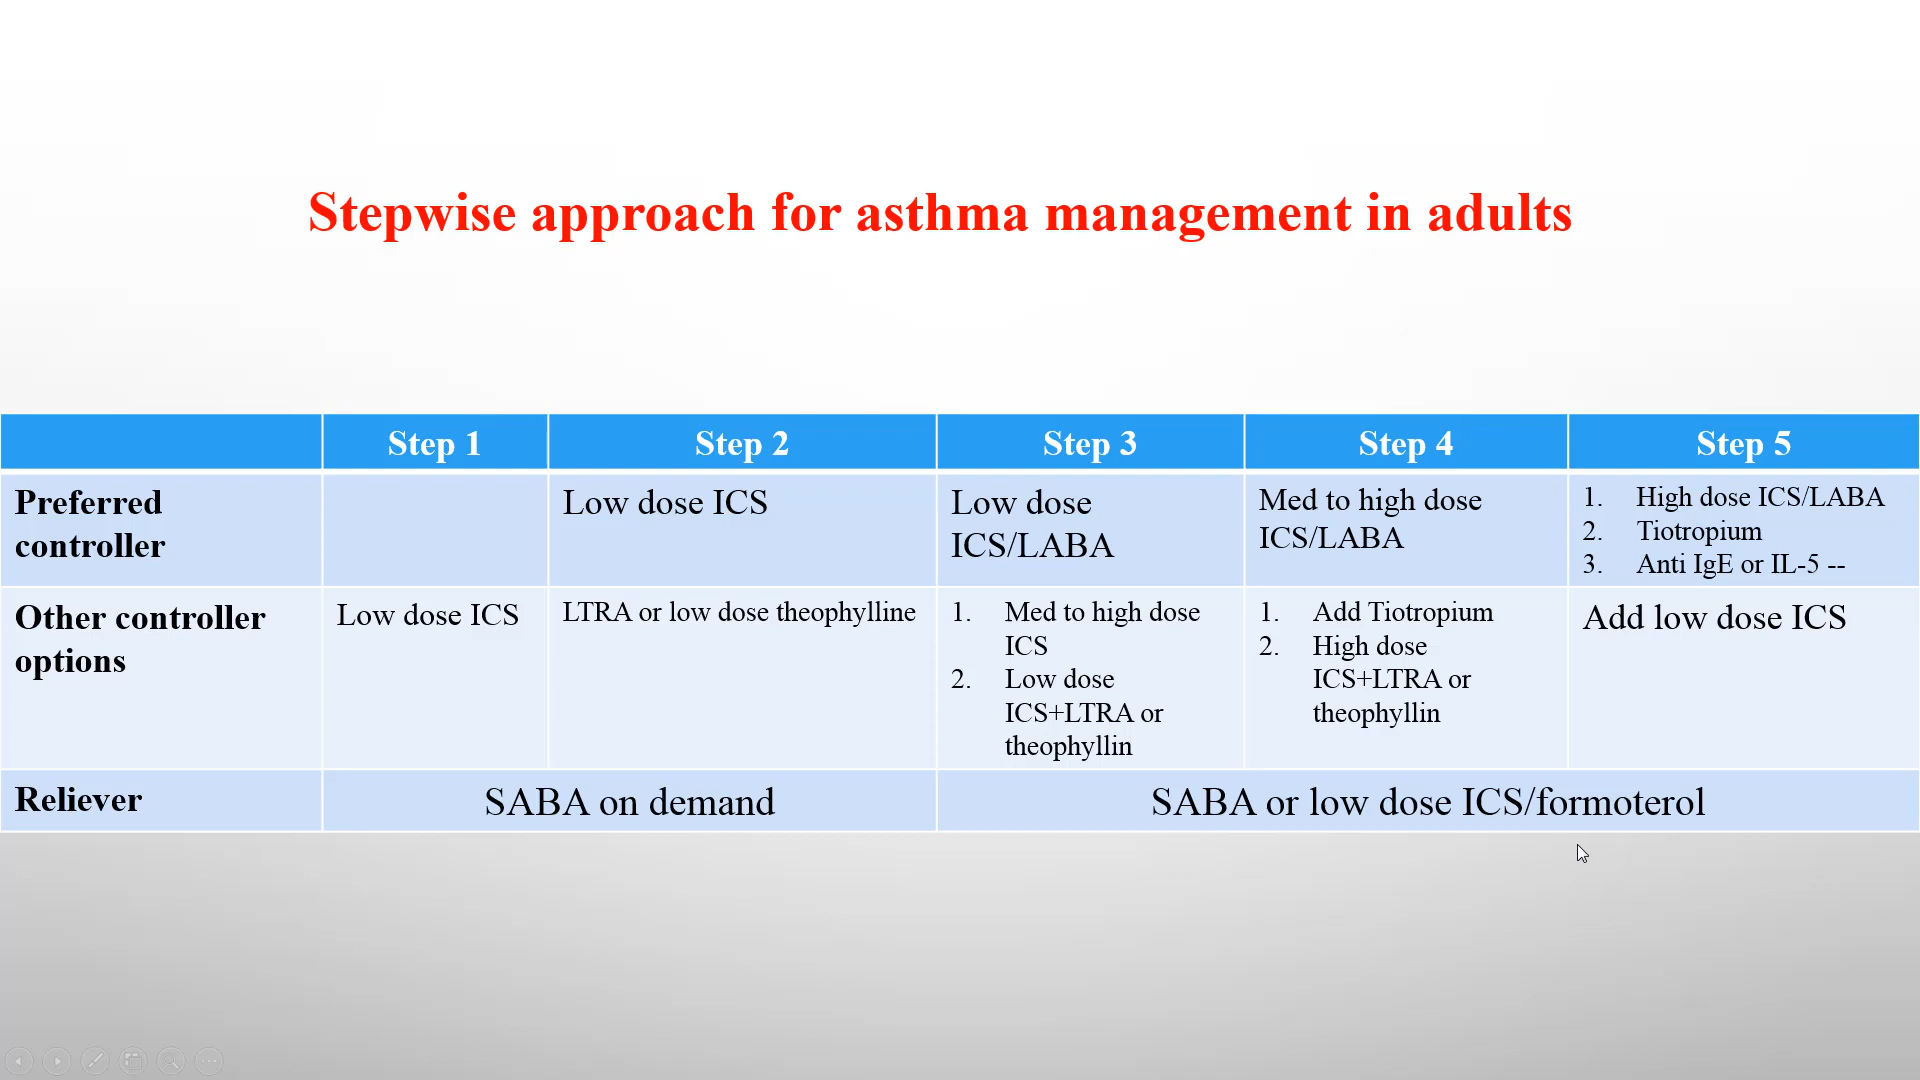 Stepwise approach for asthma management in adults
Step 1
Step 2
Step 3
Step 4
Step 5
Preferred
controller
Low dose ICS
Low dose
ICS/LABA
Med to high dose
ICS/LABA
1. High dose ICS/LABA
2. Tiotropium
3. Anti IgE or IL-5 --
Other controller
options
Low dose ICS
LTRA or low dose theophylline
1. Med to high dose
ICS
2. Low dose
ICS+LTRA or
theophyllin
1. Add Tiotropium
2. High dose
ICS+LTRA or
theophyllin
Add low dose ICS
Reliever
SABA on demand
SABA or low dose ICS/formoterol